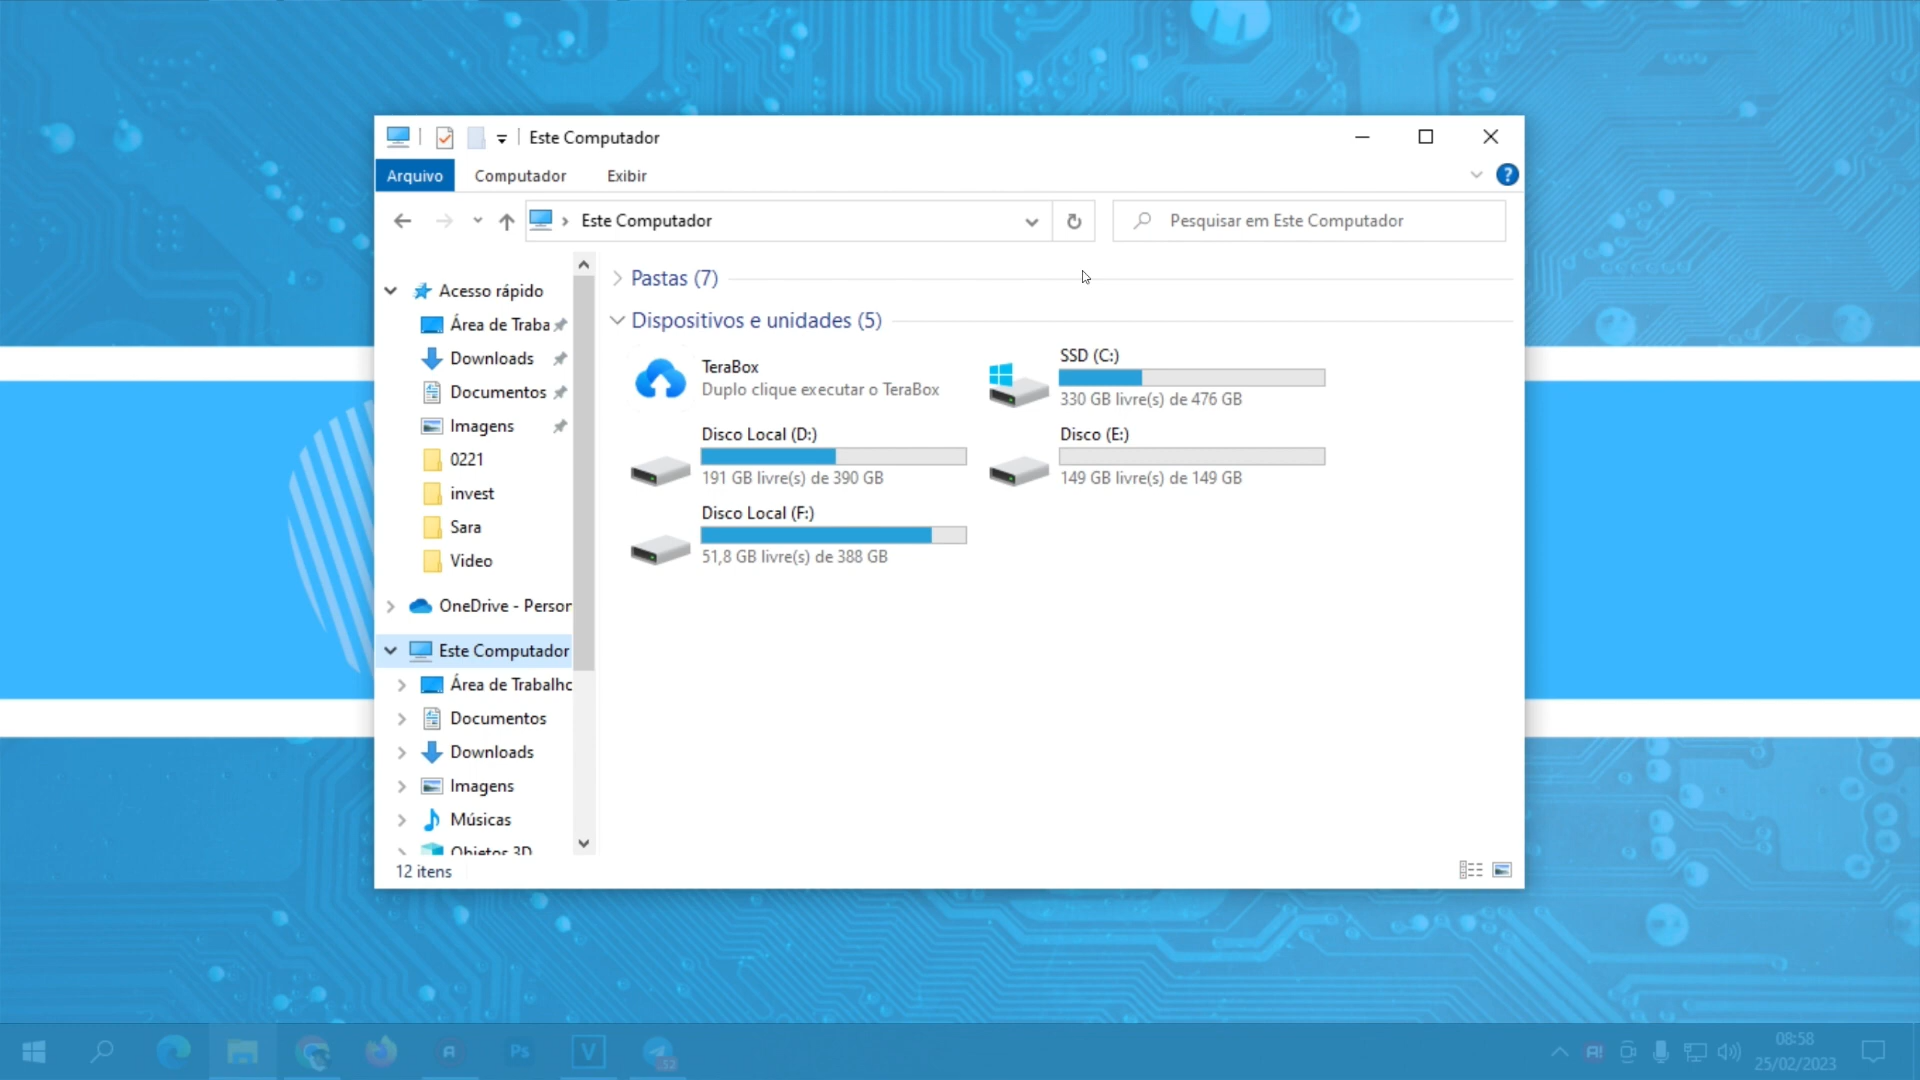 Este Computador
Arquivo
Computador
Exibir
?
Este Computador
Pesquisar em Este Computador
Acesso rápido
Área de Traba
Downloads
Documentos
Imagens
0221
invest
Sara
Video
OneDrive - Person
Este Computador
Área de Trabalho
Documentos
Downloads
Imagens
Músicas
Objetos 3D
Pastas (7)
Dispositivos e unidades (5)
TeraBox
Duplo clique executar o TeraBox
SSD (C:)
330 GB livre(s) de 476 GB
Disco Local (D:)
191 GB livre(s) de 390 GB
Disco (E:)
149 GB livre(s) de 149 GB
Disco Local (F:)
51,8 GB livre(s) de 388 GB
12 itens
Ps
V
52
08:58
25/02/2023